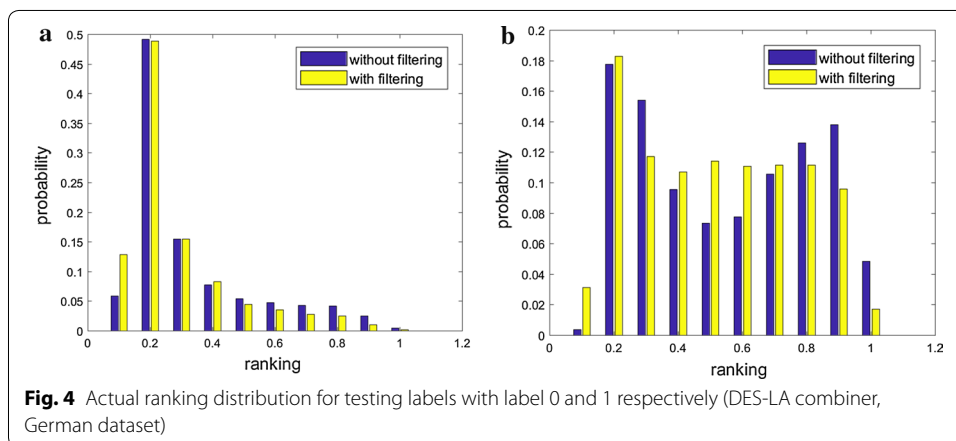 a
0.5
0.45
0.4
0.35
0.3
0.25
0.2
0.15
0.1
0.05
0
probability
without filtering
with filtering
0 0.2 0.4 0.6 0.8 1 1.2
ranking
b
0.2
0.18
0.16
0.14
0.12
0.1
0.08
0.06
0.04
0.02
0
probability
without filtering
with filtering
0 0.2 0.4 0.6 0.8 1 1.2
ranking
Fig. 4 Actual ranking distribution for testing labels with label 0 and 1 respectively (DES-LA combiner,
German dataset)